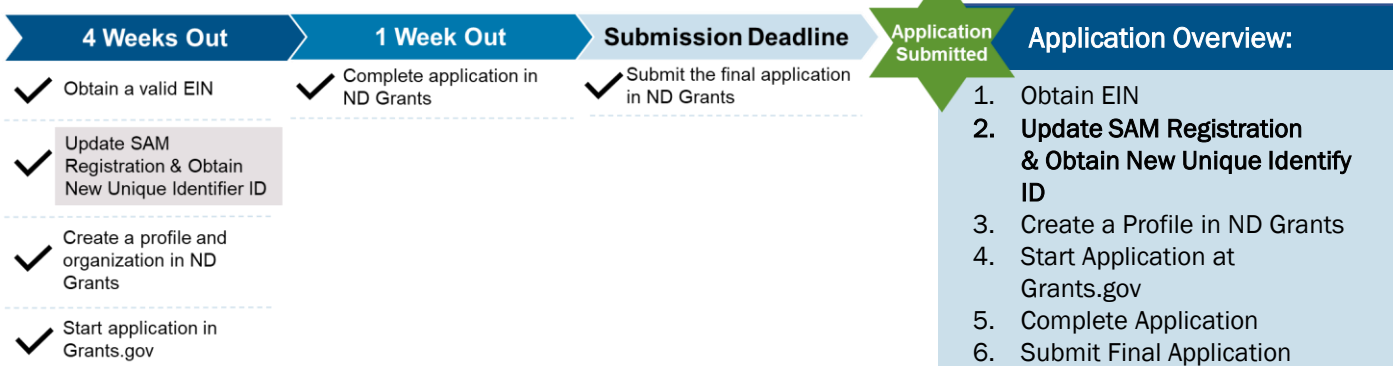 4 Weeks Out
Obtain a valid EIN
Update SAM
Registration & Obtain
New Unique Identifier ID
Create a profile and
organization in ND
Grants
Start application in
Grants.gov
1 Week Out
Complete application in
ND Grants
Submission Deadline
Submit the final application
in ND Grants
Application
Submitted
Application Overview:
1. Obtain EIN
2. Update SAM Registration
& Obtain New Unique Identify
ID
3. Create a Profile in ND Grants
4. Start Application at
Grants.gov
5. Complete Application
6. Submit Final Application